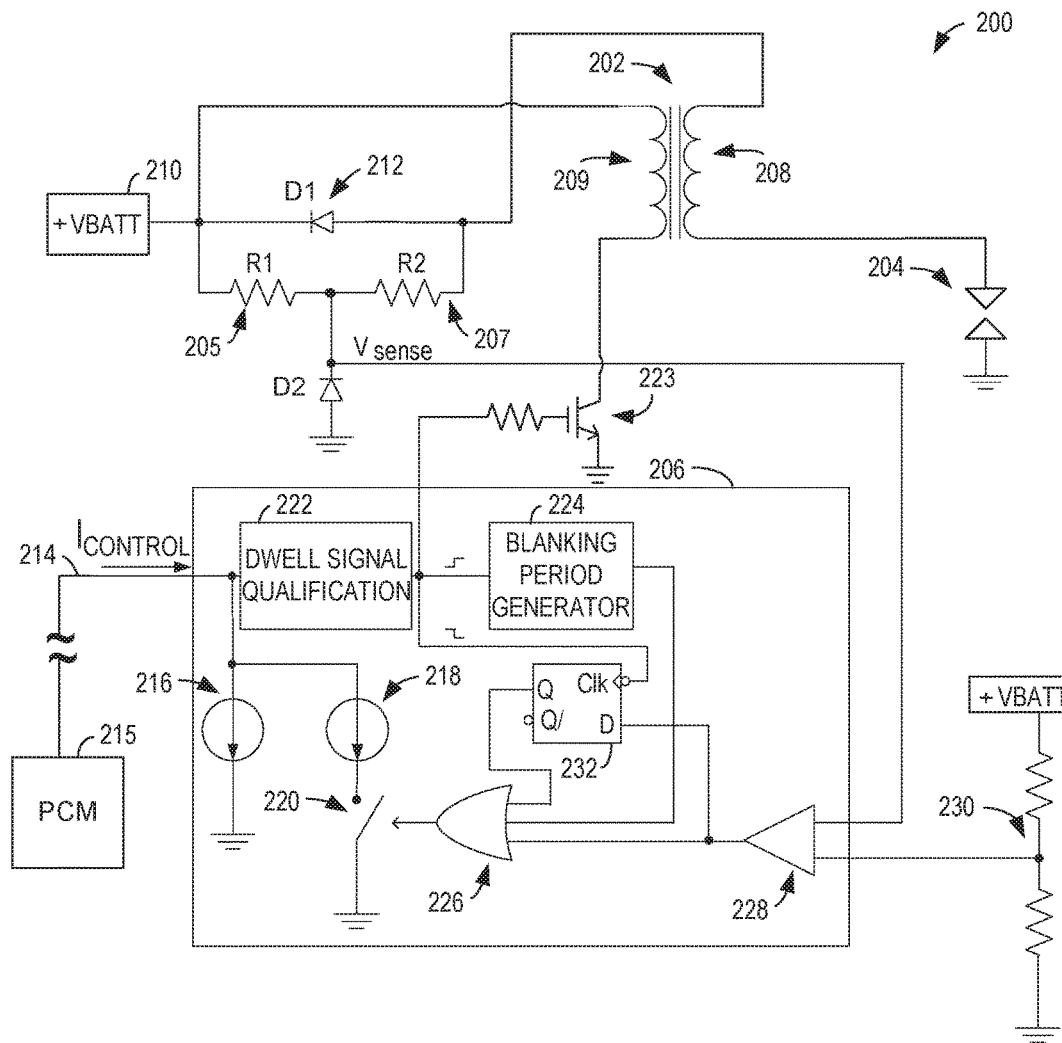 200
202
210
D1
212
209
208
+VBATT
R1
R2
204
205
V sense
207
D2
223
206
ICONTROL
222
224
214
DWELL SIGNAL
QUALIFICATION
BLANKING
PERIOD
GENERATOR
216
218
Q
Clk
Q/
D
+VBATT
215
232
220
230
PCM
226
228